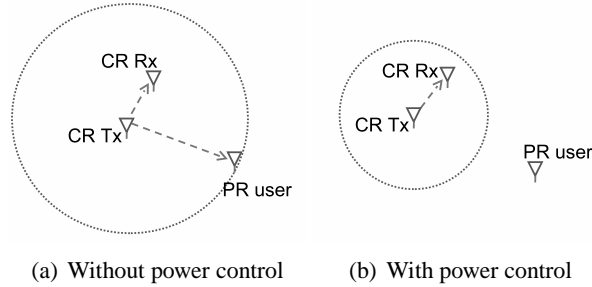 CR Rx
CR Tx
PR user
CR Rx
CR Tx
PR user
(a) Without power control
(b) With power control